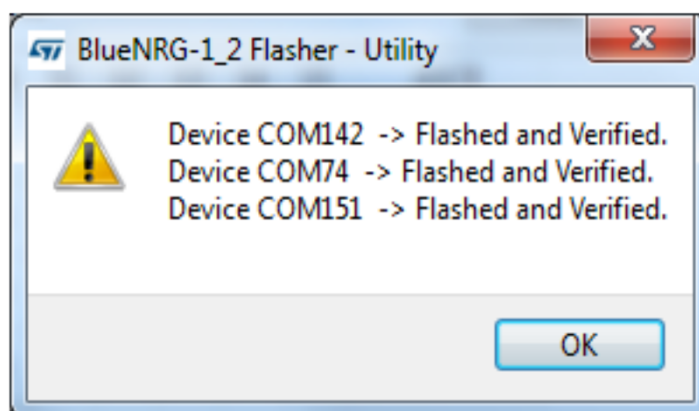 BlueNRG-1_2 Flasher - Utility
Device COM142 -> Flashed and Verified.
Device COM74 -> Flashed and Verified.
Device COM151 -> Flashed and Verified.
OK